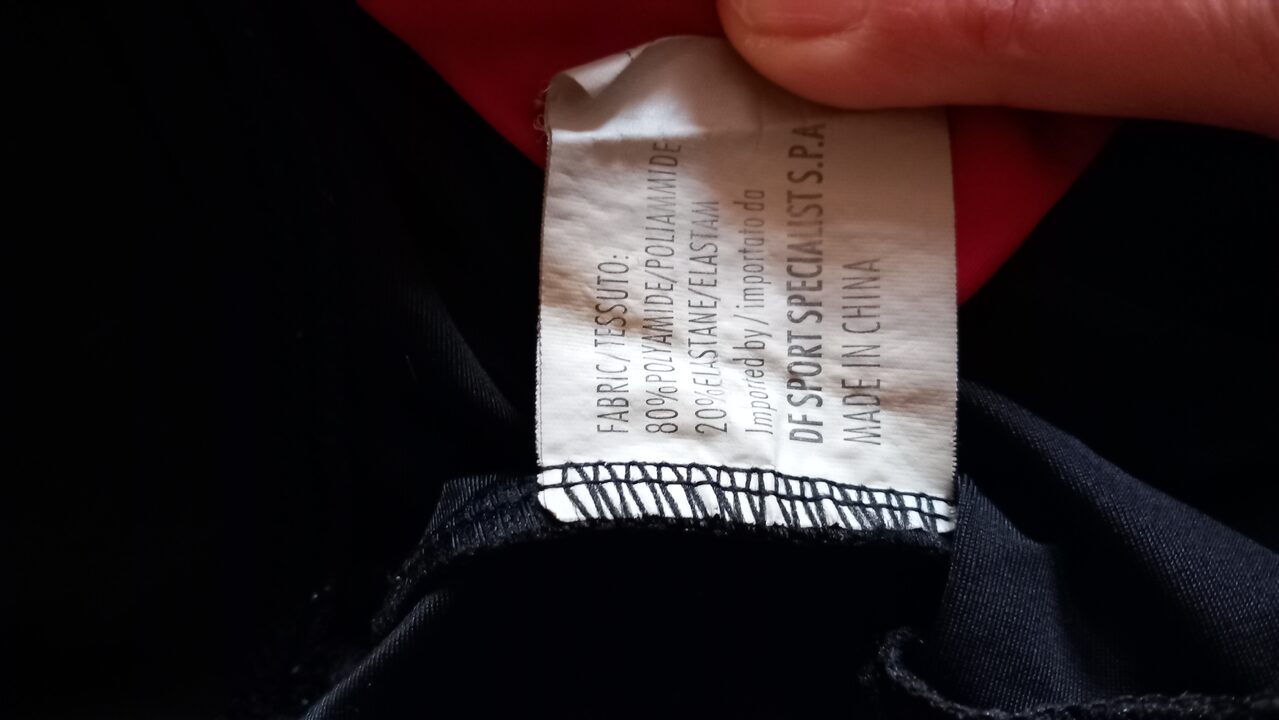 FABRIC/TESSUTO:
80%POLYAMIDE/POLIAMMIDE
20%ELASTANE/ELASTAM
Imported by/importato da
DF SPORT SPECIALIST S.P.A
MADE IN CHINA